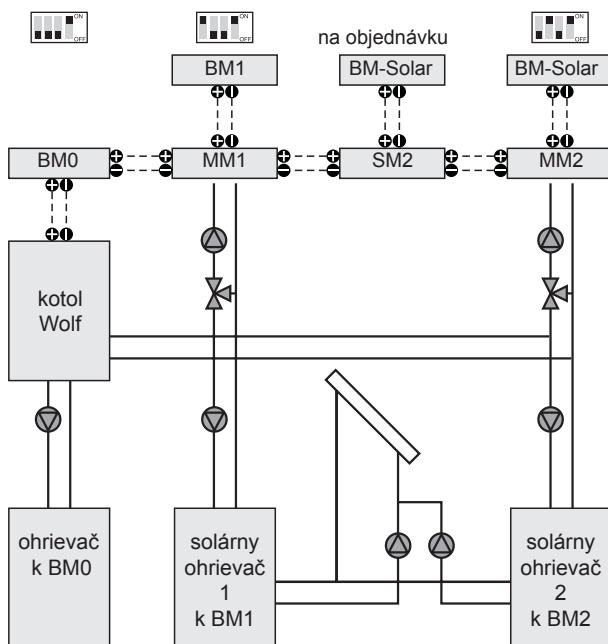 ON
OFF
ON
OFF
ON
OFF
na objednávku
BM1
BM-Solar
BM-Solar
BM0
MM1
SM2
MM2
kotol
Wolf
ohrievač
k BM0
solárny
ohrievač
1
k BM1
solárny
ohrievač
2
k BM2